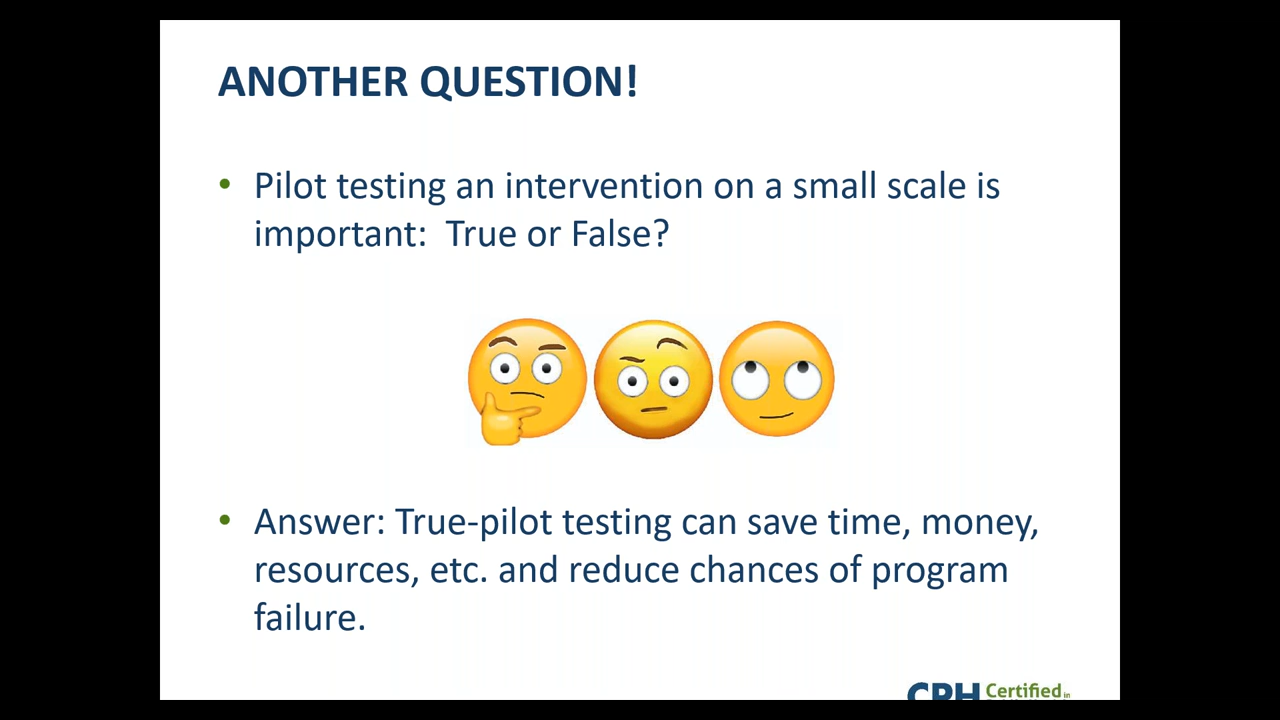 ANOTHER QUESTION!
• Pilot testing an intervention on a small scale is
important:  True or False?
• Answer: True-pilot testing can save time, money,
resources, etc. and reduce chances of program
failure.
CPH Certified in